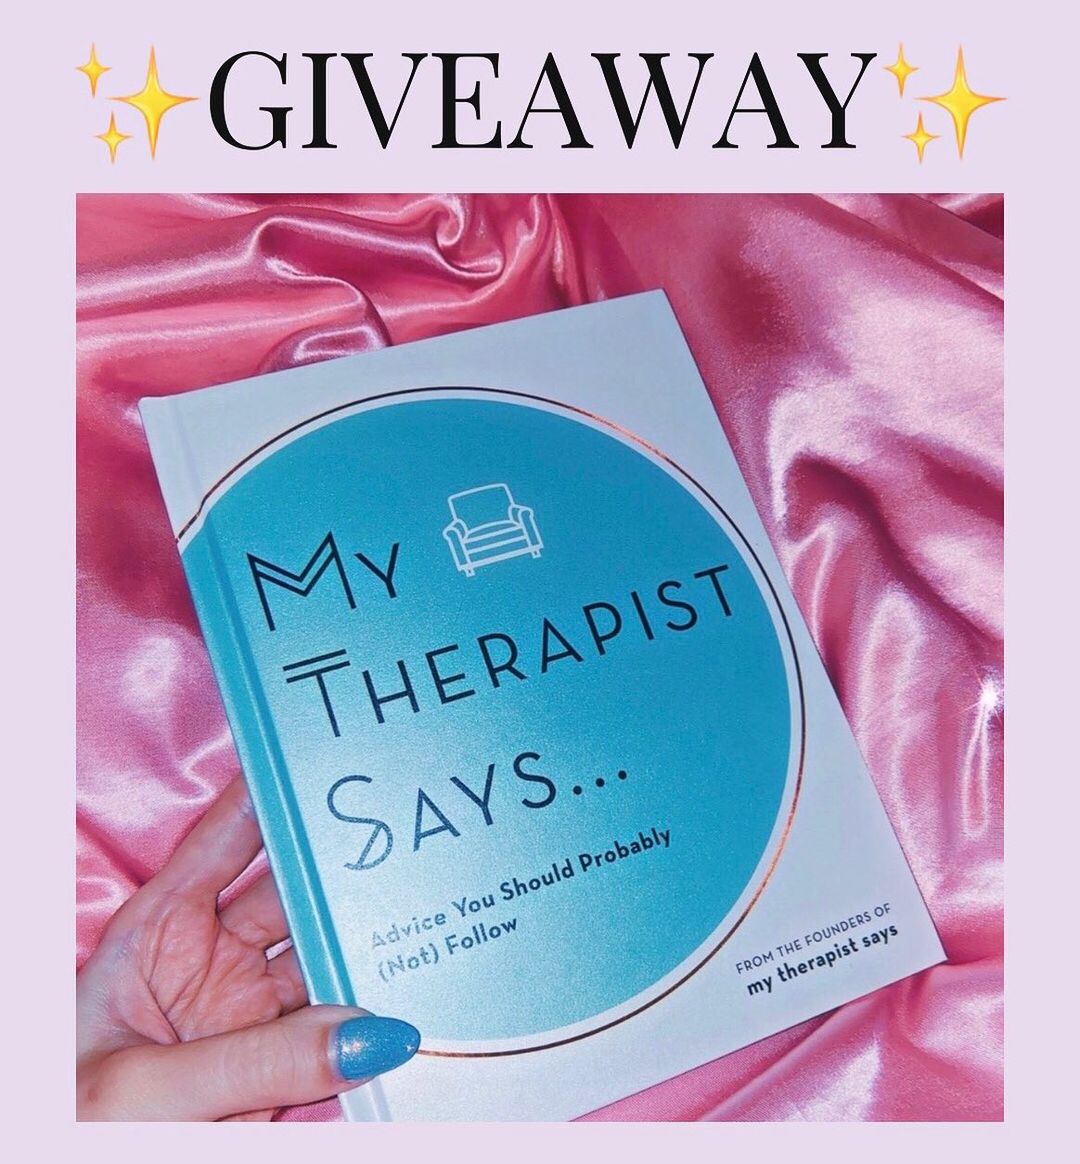 ✨GIVEAWAY✨
MY
THERAPIST
SAYS...
Advice You Should Probably
(Not) Follow
FROM THE FOUNDERS OF
my therapist says